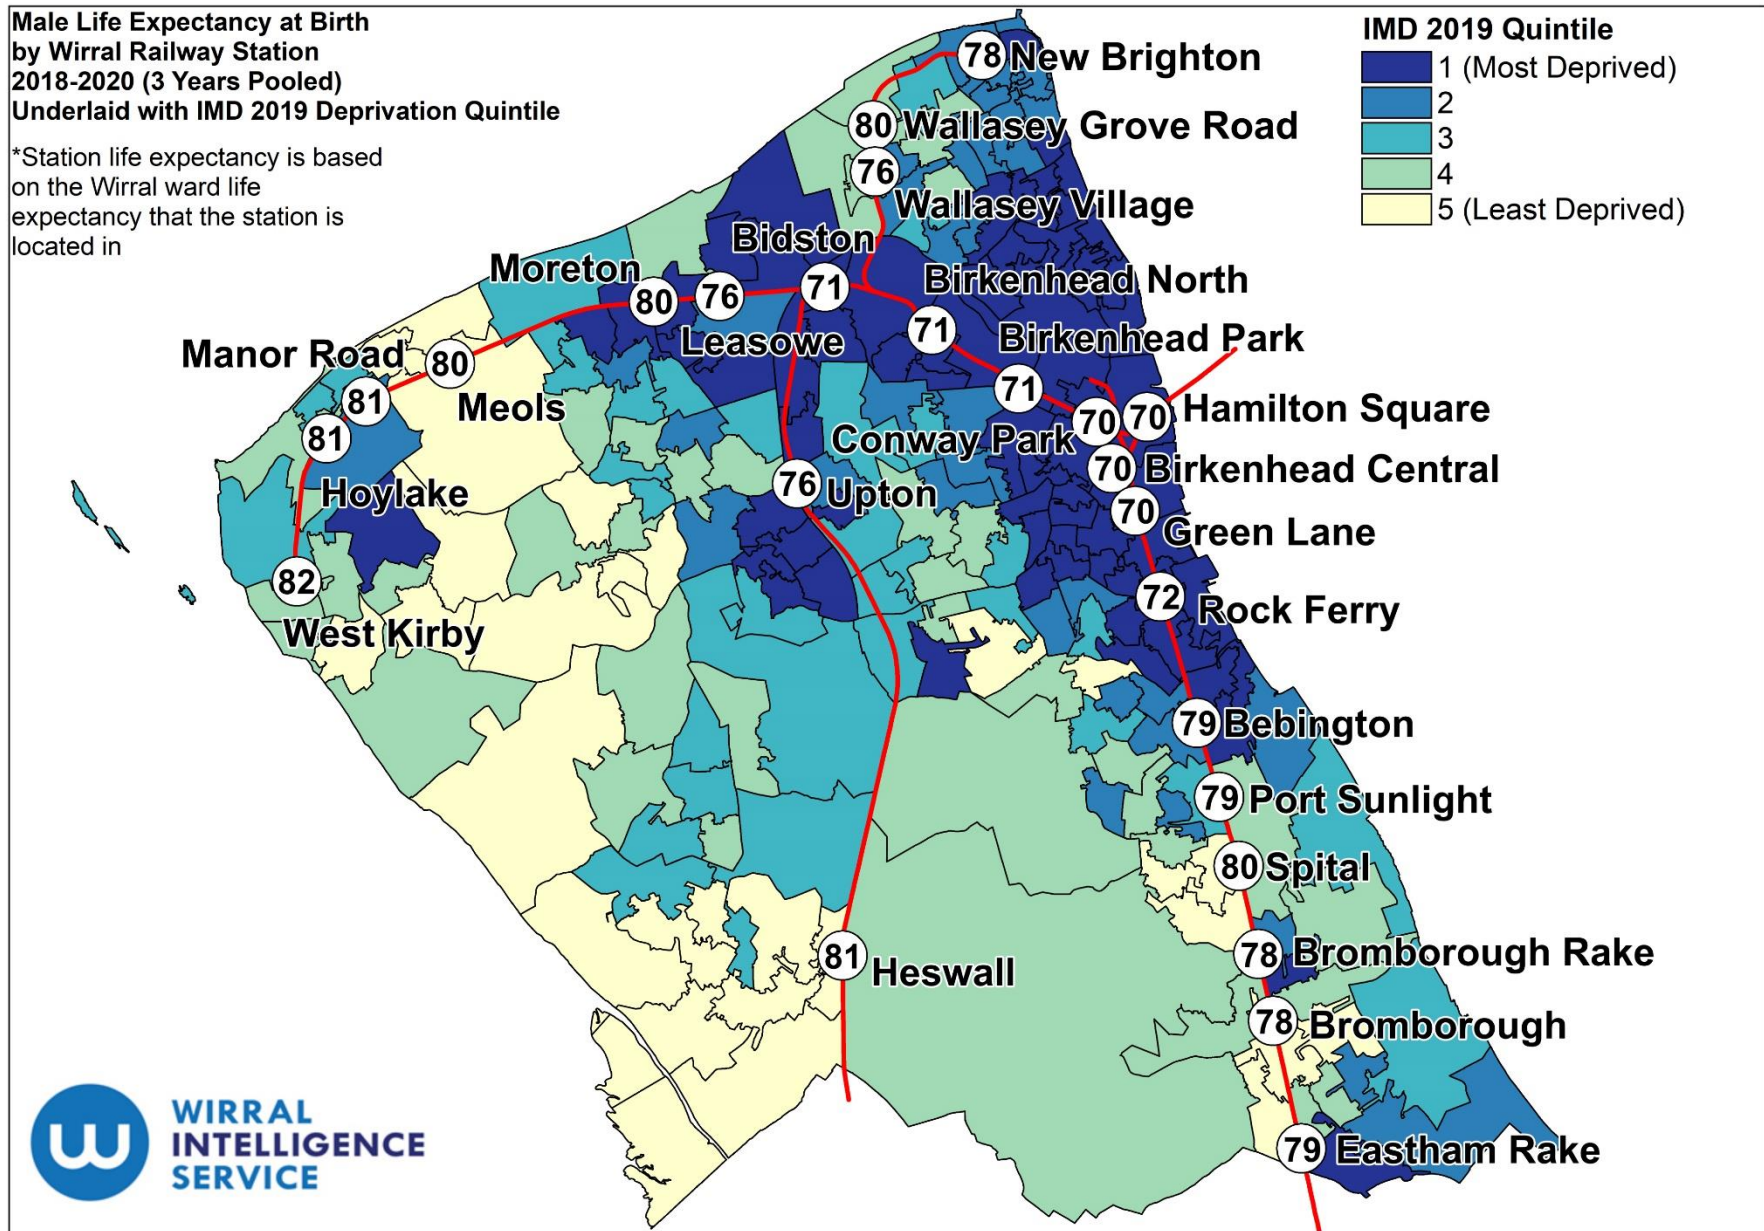 Male Life Expectancy at Birth
by Wirral Railway Station
2018-2020 (3 Years Pooled)
Underlaid with IMD 2019 Deprivation Quintile
*Station life expectancy is based
on the Wirral ward life
expectancy that the station is
located in
IMD 2019 Quintile
1 (Most Deprived)
2
3
4
5 (Least Deprived)
78 New Brighton
80 Wallasey Grove Road
76
Wallasey Village
Bidston
71
Moreton
80
76
Leasowe
Birkenhead North
71
Birkenhead Park
71
Manor Road
80
Meols
81
81
Hoylake
70
Conway Park
70 Hamilton Square
70 Birkenhead Central
76 Upton
70
Green Lane
82
West Kirby
72
Rock Ferry
79 Bebington
79 Port Sunlight
80 Spital
78 Bromborough Rake
81 Heswall
78 Bromborough
79 Eastham Rake
w
WIRRAL
INTELLIGENCE
SERVICE